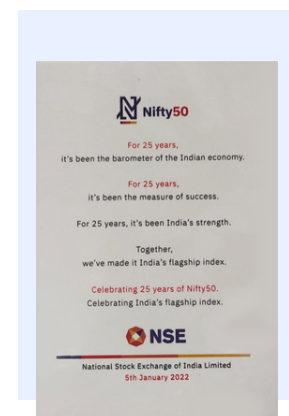 Nifty50
For 25 years,
it's been the barometer of the Indian economy.
For 25 years,
it's been the measure of success.
For 25 years, it's been India's strength.
Together,
we've made it India's flagship index.
Celebrating 25 years of Nifty50.
Celebrating India's flagship index.
NSE
National Stock Exchange of India Limited
5th January 2022